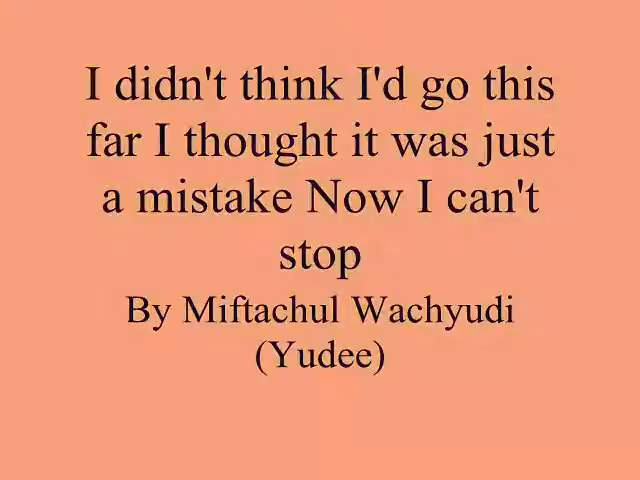 I didn't think I'd go this
far I thought it was just
a mistake Now I can't
stop
By Miftachul Wachyudi
(Yudee)